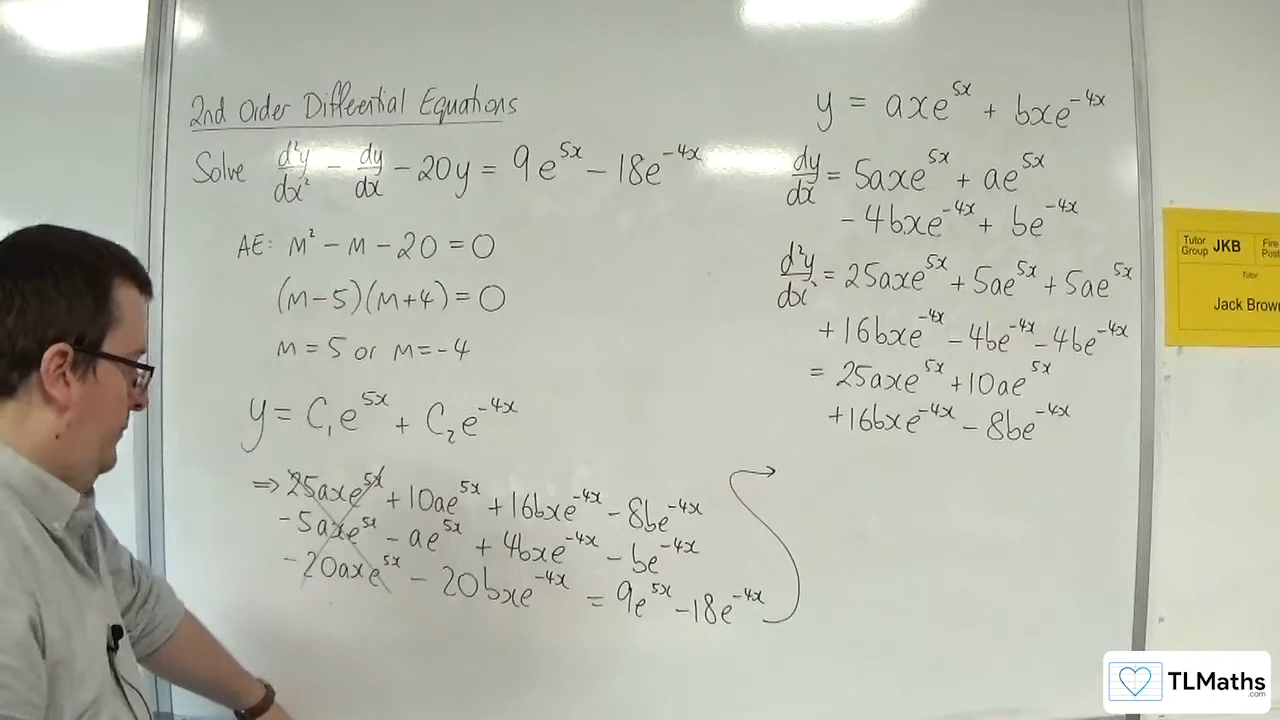 2nd Order Differential Equations
Solve d²y/dx² - dy/dx - 20y = 9e^5x - 18e^-4x
AE: m² - m - 20 = 0
(m-5)(m+4) = 0
m = 5 or m = -4
y = C₁e^5x + C₂e^-4x
⇒ 25axe^5x + 10ae^5x + 16bxe^-4x - 8be^-4x
- 5axe^5x - ae^5x + 4bxe^-4x - be^-4x
- 20axe^5x - 20bxe^-4x = 9e^5x - 18e^-4x
y = axe^5x + bxe^-4x
dy/dx = 5axe^5x + ae^5x
- 4bxe^-4x + be^-4x
d²y/dx² = 25axe^5x + 5ae^5x + 5ae^5x
+ 16bxe^-4x - 4be^-4x - 4be^-4x
= 25axe^5x + 10ae^5x
+ 16bxe^-4x - 8be^-4x
Tutor Group JKB
Fire
Tutor
Jack Brow
TLMaths
.com